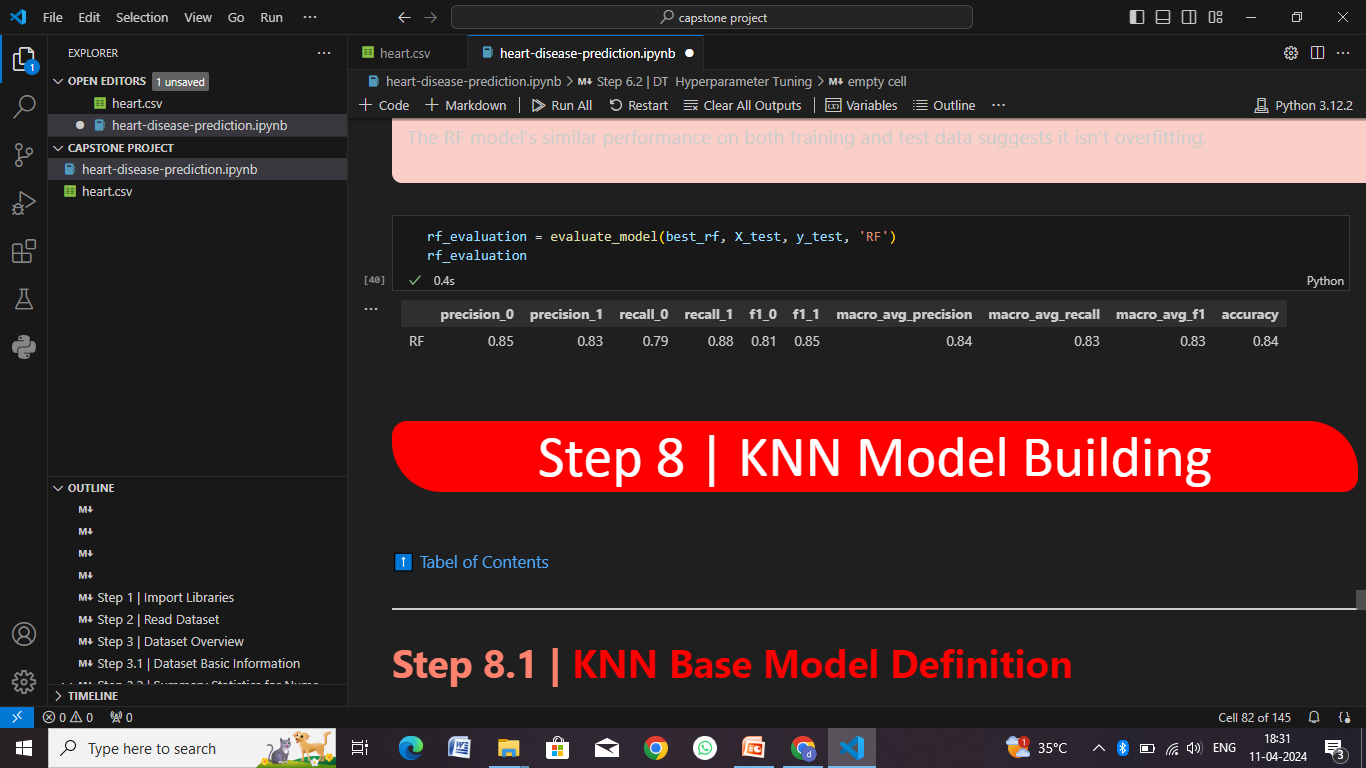 File Edit Selection View Go Run ··· capstone project
EXPLORER ···
OPEN EDITORS 1 unsaved
heart.csv
heart-disease-prediction.ipynb
CAPSTONE PROJECT
heart-disease-prediction.ipynb
heart.csv
OUTLINE
M↓
M↓
M↓
M↓
M↓ Step 1 | Import Libraries
M↓ Step 2 | Read Dataset
M↓ Step 3 | Dataset Overview
M↓ Step 3.1 | Dataset Basic Information
TIMELINE
heart.csv heart-disease-prediction.ipynb ●
heart-disease-prediction.ipynb > M↓ Step 6.2 | DT Hyperparameter Tuning > M↓ empty cell
+ Code + Markdown Run All Restart Clear All Outputs Variables Outline ··· Python 3.12.2
The RF model's similar performance on both training and test data suggests it isn't overfitting.
rf_evaluation = evaluate_model(best_rf, X_test, y_test, 'RF')
rf_evaluation
[40] ✓ 0.4s Python
precision_0 precision_1 recall_0 recall_1 f1_0 f1_1 macro_avg_precision macro_avg_recall macro_avg_f1 accuracy
RF 0.85 0.83 0.79 0.88 0.81 0.85 0.84 0.83 0.83 0.84
Step 8 | KNN Model Building
Tabel of Contents
Step 8.1 | KNN Base Model Definition
0 0 0 Cell 82 of 145
Type here to search 35°C ENG 18:31
11-04-2024 3